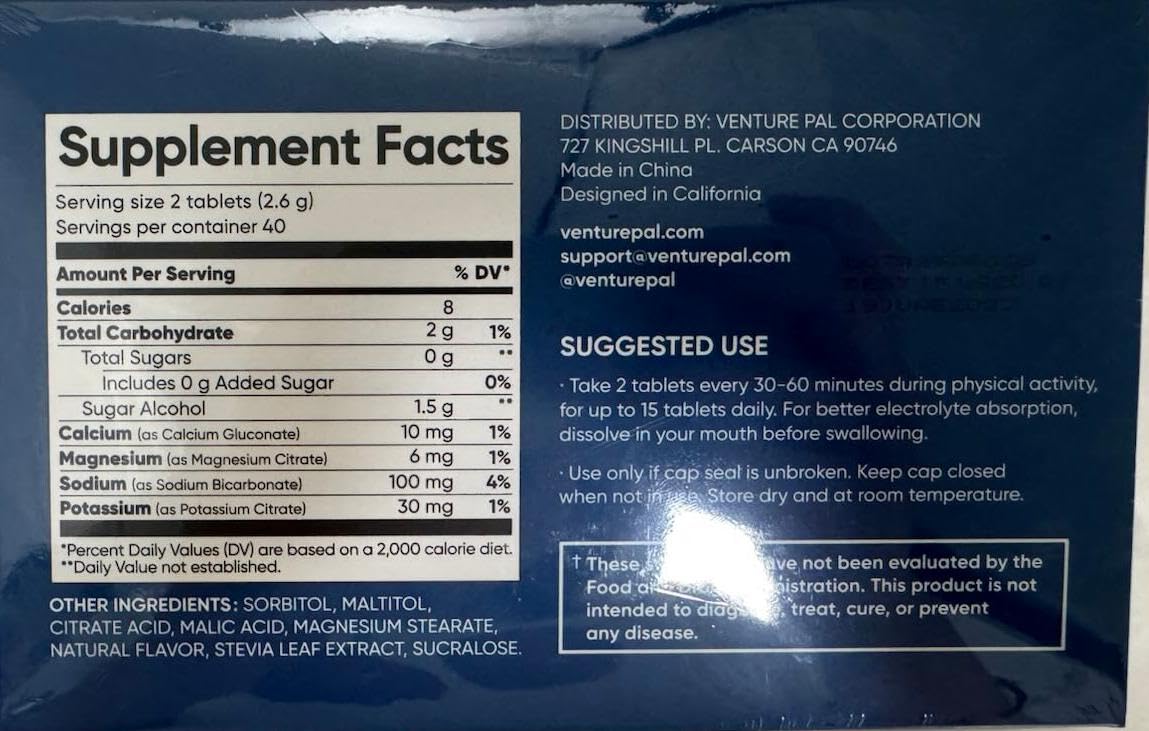 Supplement Facts
Serving size 2 tablets (2.6 g)
Servings per container 40
Amount Per Serving % DV*
Calories 8
Total Carbohydrate 2 g 1%
Total Sugars 0 g **
Includes 0 g Added Sugar 0%
Sugar Alcohol 1.5 g **
Calcium (as Calcium Gluconate) 10 mg 1%
Magnesium (as Magnesium Citrate) 6 mg 1%
Sodium (as Sodium Bicarbonate) 100 mg 4%
Potassium (as Potassium Citrate) 30 mg 1%
*Percent Daily Values (DV) are based on a 2,000 calorie diet.
**Daily Value not established.
OTHER INGREDIENTS: SORBITOL, MALTITOL,
CITRATE ACID, MALIC ACID, MAGNESIUM STEARATE,
NATURAL FLAVOR, STEVIA LEAF EXTRACT, SUCRALOSE.
DISTRIBUTED BY: VENTURE PAL CORPORATION
727 KINGSHILL PL. CARSON CA 90746
Made in China
Designed in California
venturepal.com
support@venturepal.com
@venturepal
SUGGESTED USE
· Take 2 tablets every 30-60 minutes during physical activity,
for up to 15 tablets daily. For better electrolyte absorption,
dissolve in your mouth before swallowing.
· Use only if cap seal is unbroken. Keep cap closed
when not in use. Store dry and at room temperature.
† These have not been evaluated by the
Food This product is not
intended to treat, cure, or prevent
any disease.